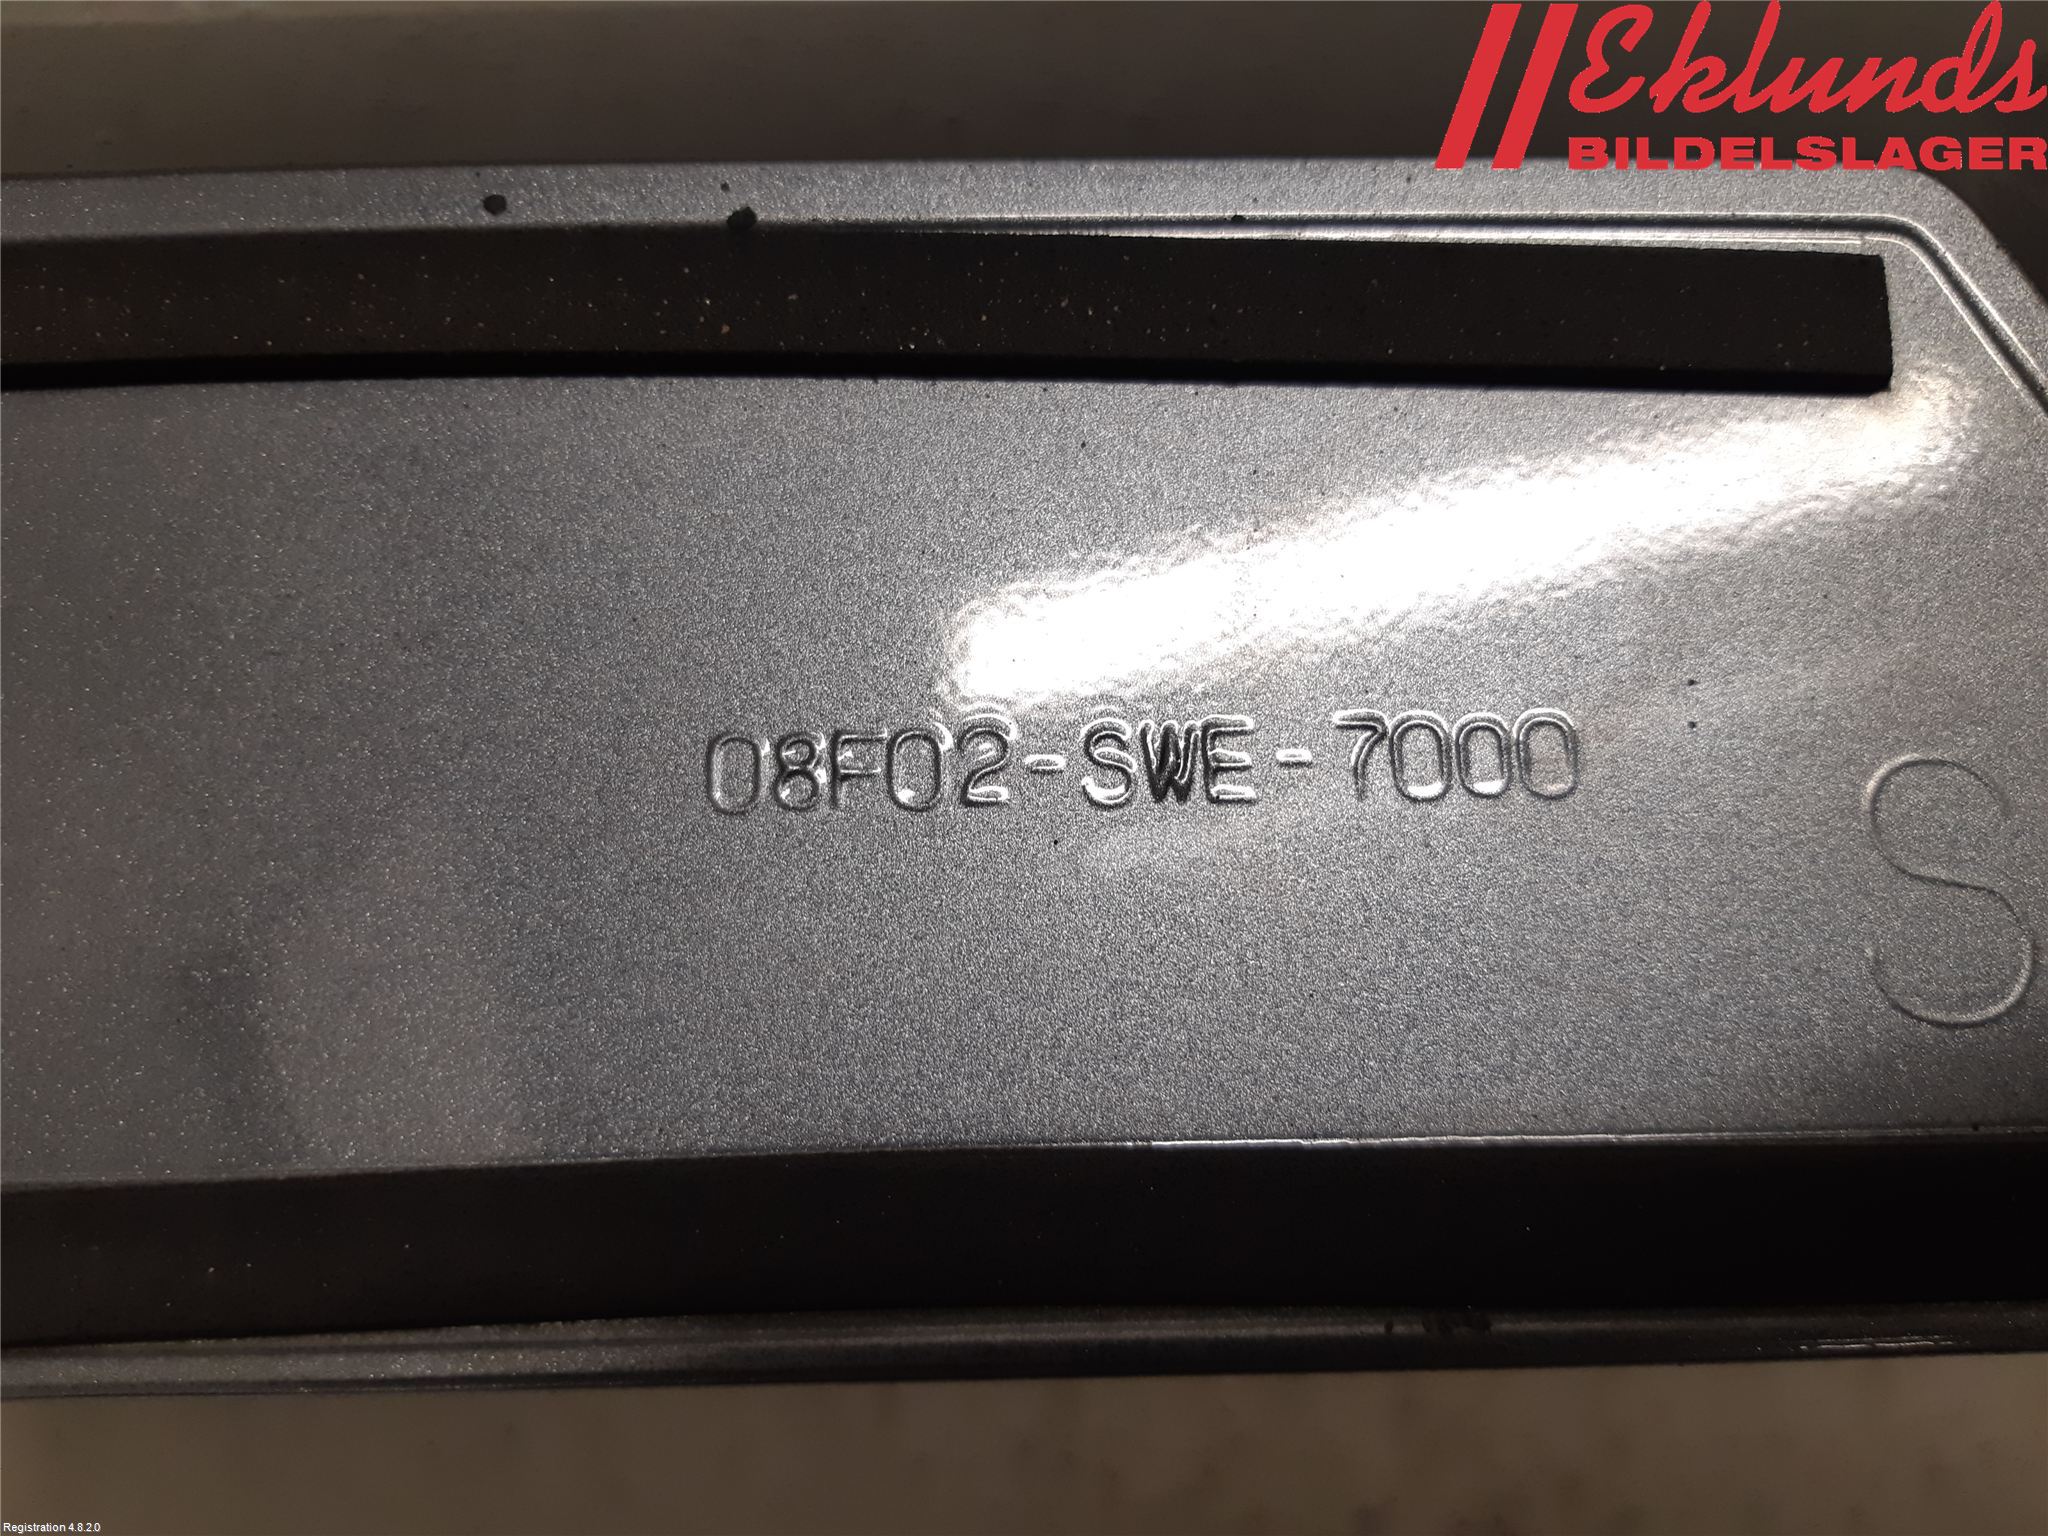 Eklunds
BILDELSLAGER
08F02-SWE-7000
S
Registration 4.8.2.0